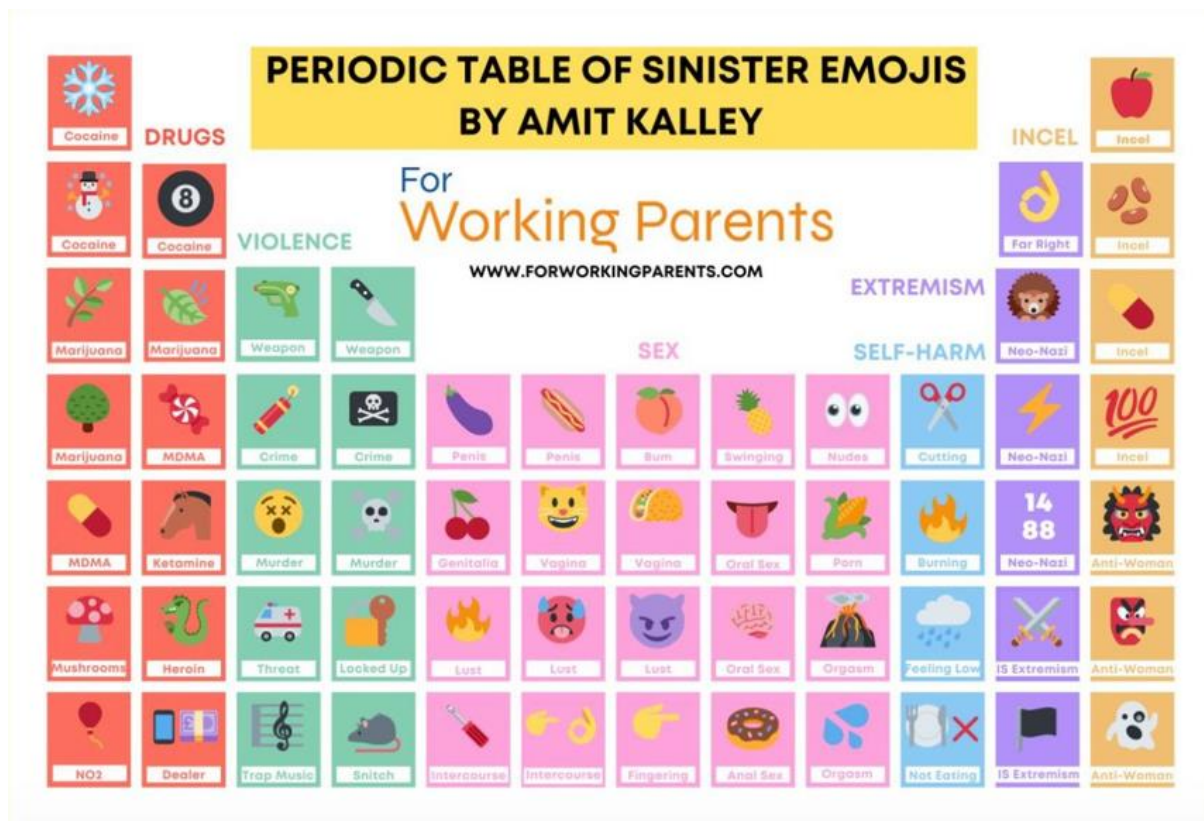 PERIODIC TABLE OF SINISTER EMOJIS
BY AMIT KALLEY
For
Working Parents
WWW.FORWORKINGPARENTS.COM
Cocaine DRUGS INCEL Incel
Cocaine 8 Cocaine VIOLENCE Far Right Incel
EXTREMISM
Marijuana Marijuana Weapon Weapon SEX SELF-HARM Neo-Nazi Incel
100
Marijuana MDMA Crime Crime Penis Penis Bum Swinging Nudes Cutting Neo-Nazi Incel
14
88
MDMA Ketamine Murder Murder Genitalia Vagina Vagina Oral Sex Porn Burning Neo-Nazi Anti-Woman
Mushrooms Heroin Threat Locked Up Lust Lust Lust Oral Sex Orgasm Feeling Low IS Extremism Anti-Woman
NO2 Dealer Trap Music Snitch Intercourse Intercourse Fingering Anal Sex Orgasm Not Eating IS Extremism Anti-Woman